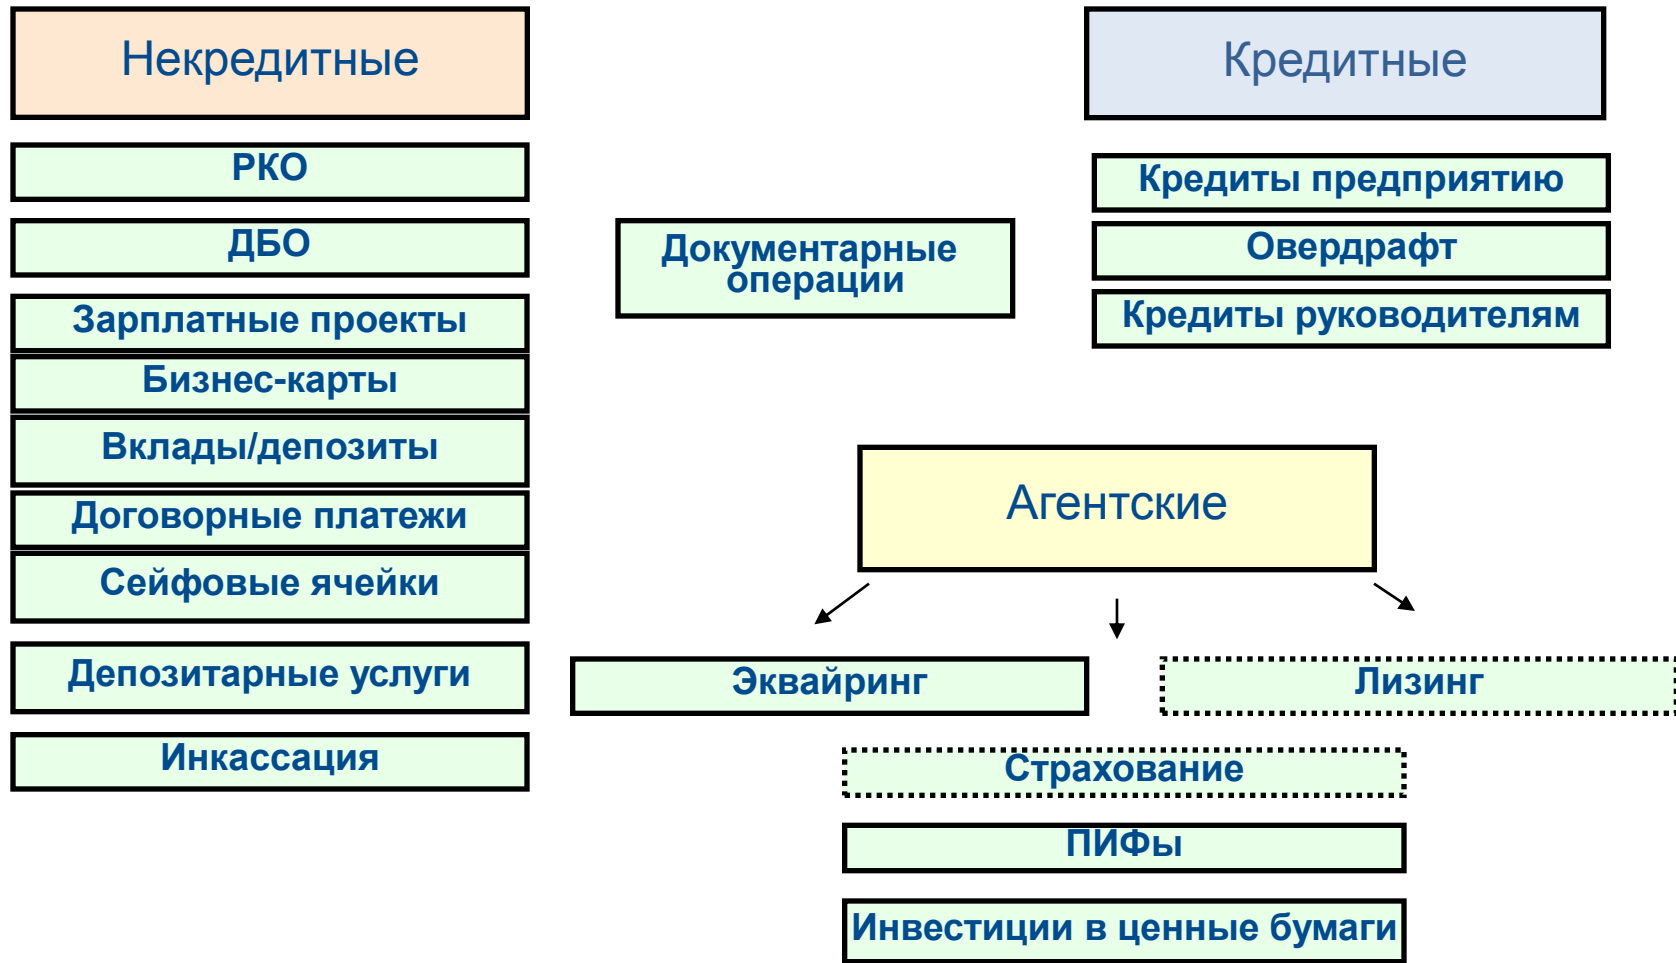 Некредитные
РКО
ДБО
Зарплатные проекты
Бизнес-карты
Вклады/депозиты
Договорные платежи
Сейфовые ячейки
Депозитарные услуги
Инкассация
Документарные
операции
Кредитные
Кредиты предприятию
Овердрафт
Кредиты руководителям
Агентские
Эквайринг
Лизинг
Страхование
ПИФы
Инвестиции в ценные бумаги